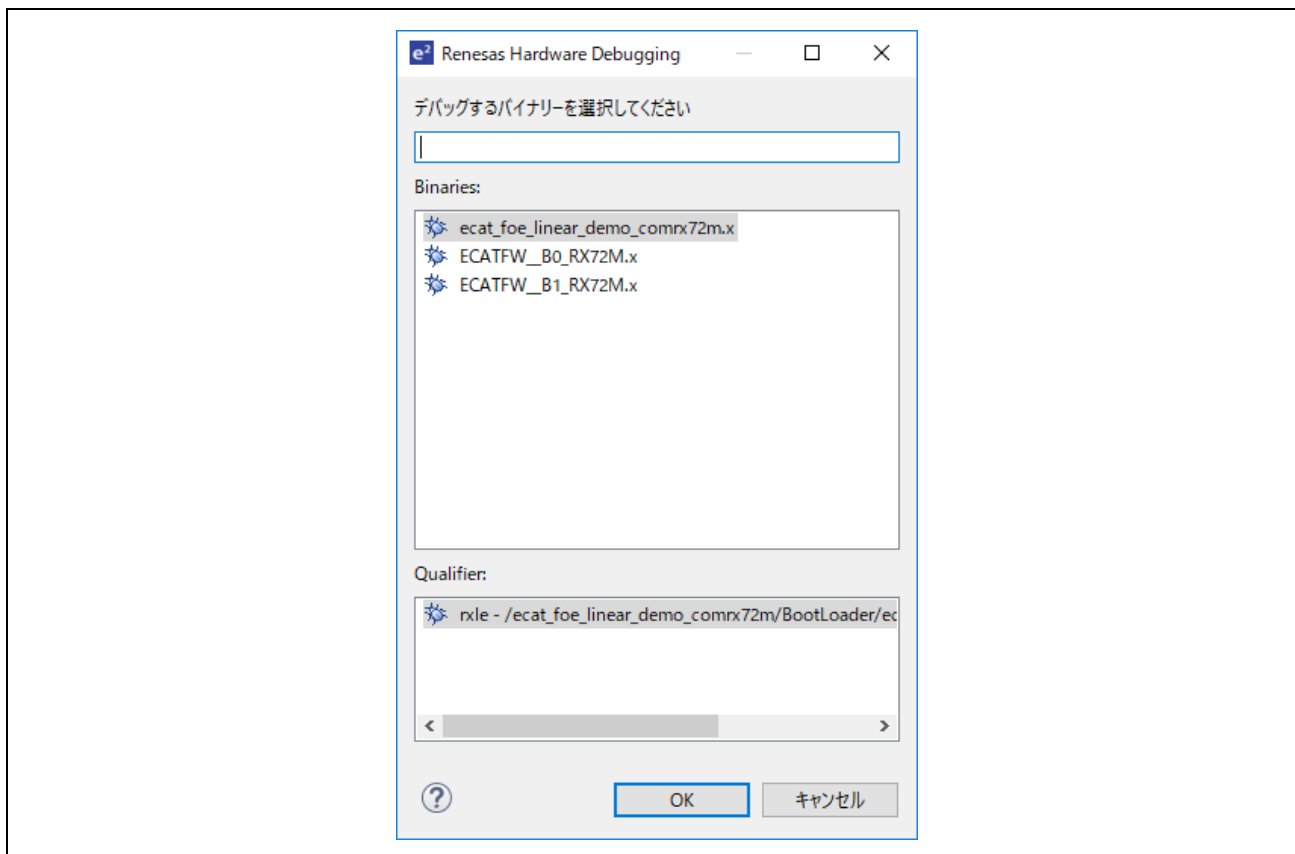 e² Renesas Hardware Debugging
デバッグするバイナリーを選択してください
Binaries:
ecat_foe_linear_demo_comrx72m.x
ECATFW__B0_RX72M.x
ECATFW__B1_RX72M.x
Qualifier:
rxle - /ecat_foe_linear_demo_comrx72m/BootLoader/ec
?
OK キャンセル